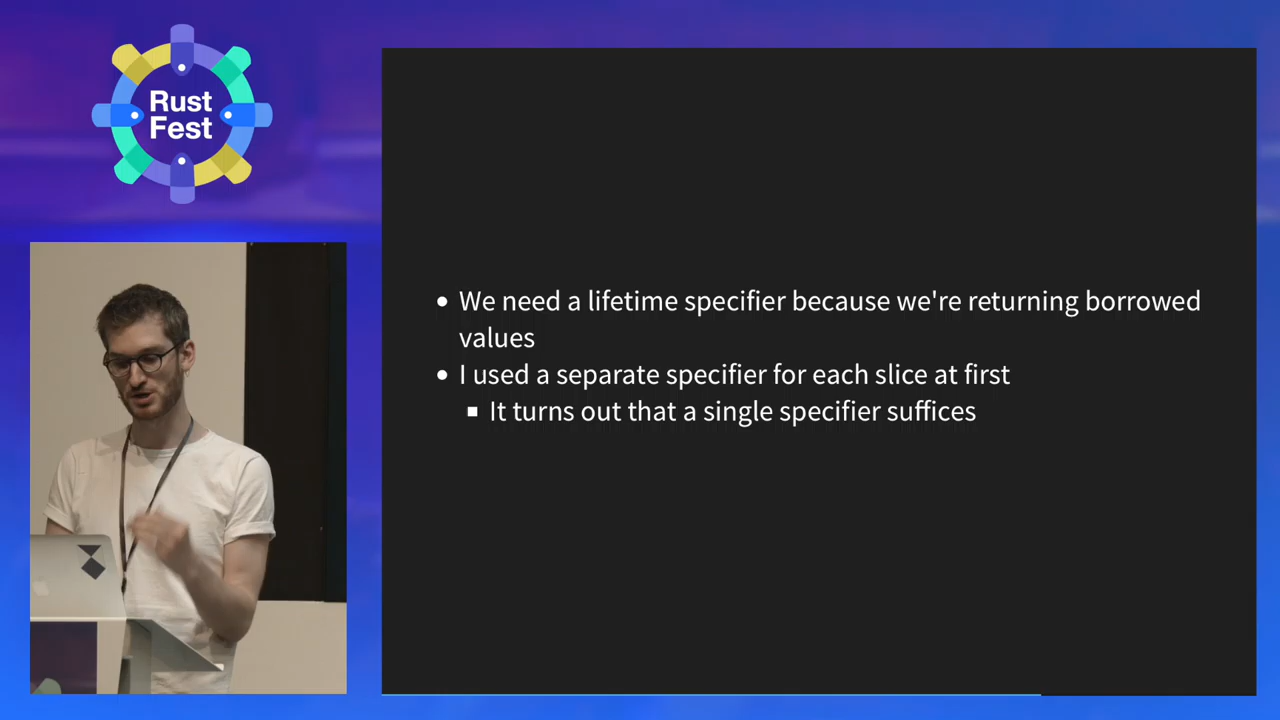 Rust
Fest
• We need a lifetime specifier because we're returning borrowed
values
• I used a separate specifier for each slice at first
▪ It turns out that a single specifier suffices